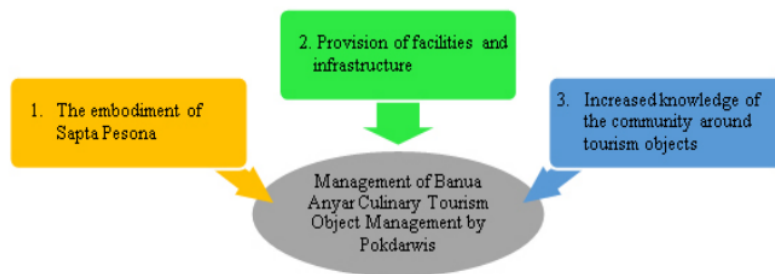 1. The embodiment of
Sapta Pesona
2. Provision of facilities and
infrastructure
3. Increased knowledge of
the community around
tourism objects
Management of Banua
Anyar Culinary Tourism
Object Management by
Pokdarwis